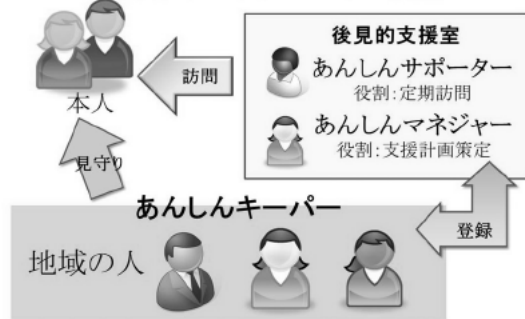 後見的支援室
あんしんサポーター
役割:定期訪問
あんしんマネジャー
役割:支援計画策定
訪問
本人
見守り
登録
あんしんキーパー
地域の人